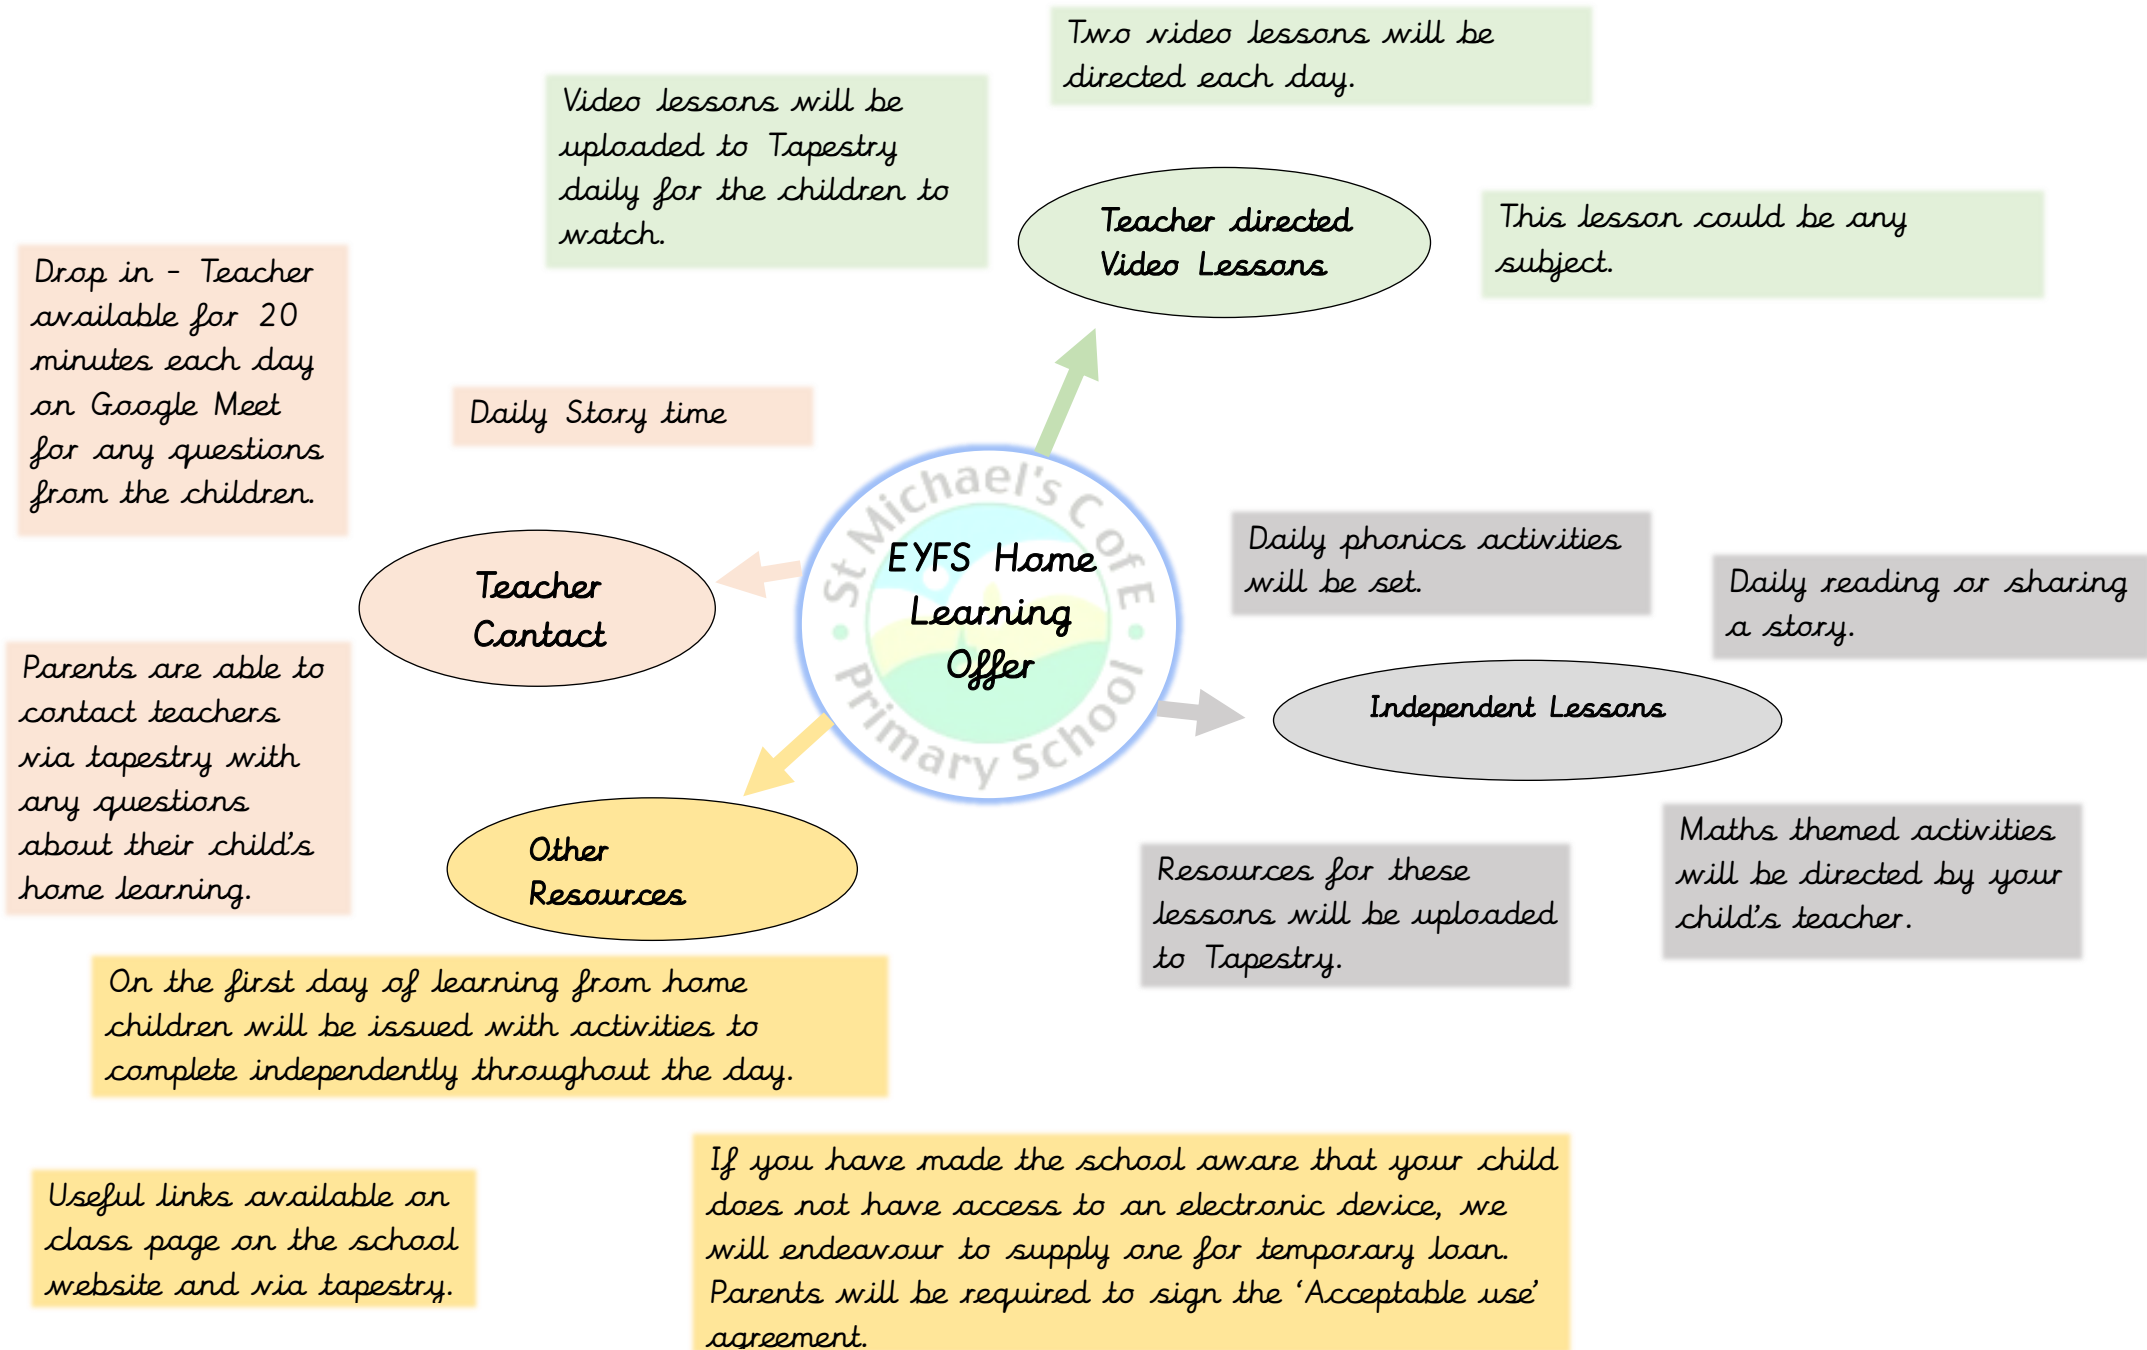 Two video lessons will be
directed each day.
Video lessons will be
uploaded to Tapestry
daily for the children to
watch.
Teacher directed
Video Lessons
This lesson could be any
subject.
Drop in - Teacher
available for 20
minutes each day
on Google Meet
for any questions
from the children.
Daily Story time
Teacher
Contact
Parents are able to
contact teachers
via tapestry with
any questions
about their child's
home learning.
St Michael's C of E
Primary School
EYFS Home
Learning
Offer
Daily phonics activities
will be set.
Daily reading or sharing
a story.
Independent Lessons
Maths themed activities
will be directed by your
child's teacher.
Resources for these
lessons will be uploaded
to Tapestry.
Other
Resources
On the first day of learning from home
children will be issued with activities to
complete independently throughout the day.
Useful links available on
class page on the school
website and via tapestry.
If you have made the school aware that your child
does not have access to an electronic device, we
will endeavour to supply one for temporary loan.
Parents will be required to sign the ‘Acceptable use’
agreement.